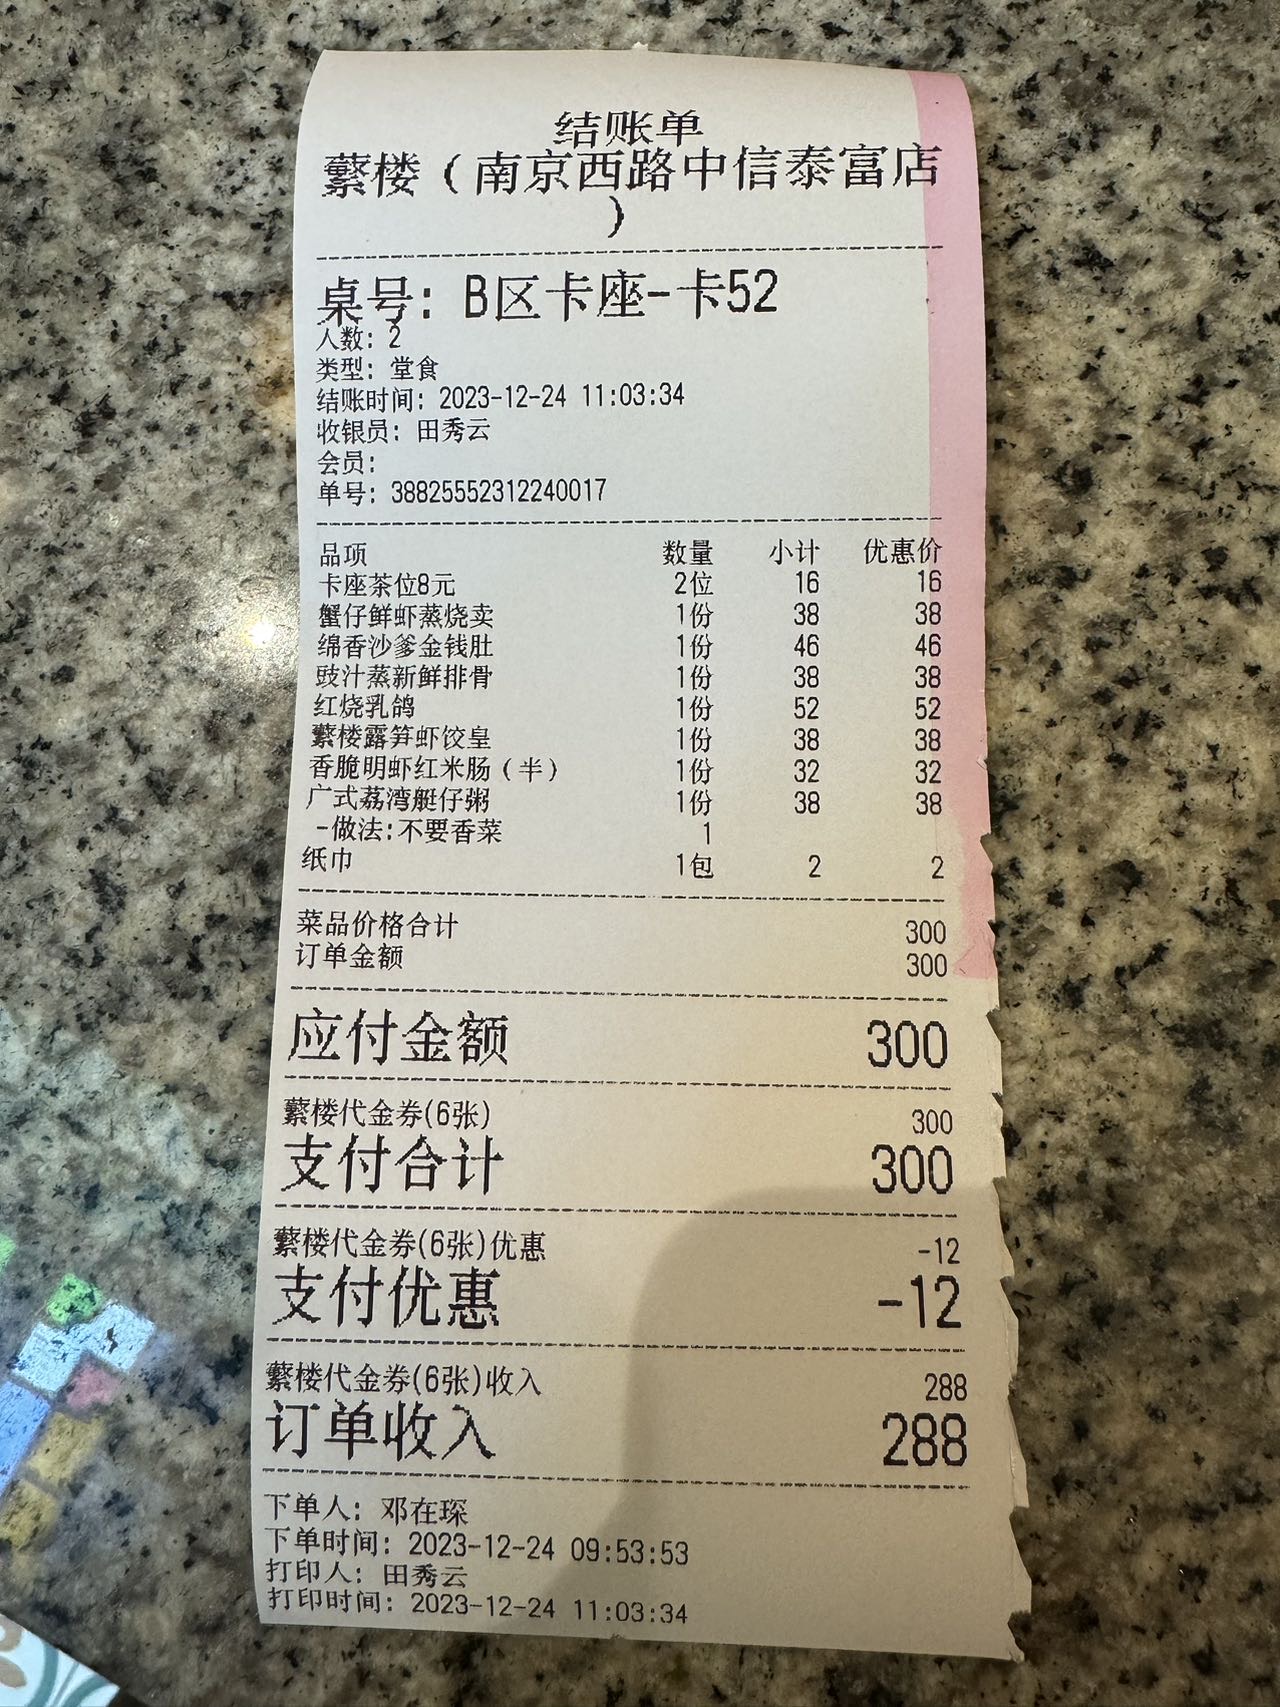 结账单
蘩楼（南京西路中信泰富店
）
桌号: B区卡座-卡52
人数: 2
类型: 堂食
结账时间: 2023-12-24 11:03:34
收银员: 田秀云
会员:
单号: 38825552312240017
品项 数量 小计 优惠价
卡座茶位8元 2位 16 16
蟹仔鲜虾蒸烧卖 1份 38 38
绵香沙爹金钱肚 1份 46 46
豉汁蒸新鲜排骨 1份 38 38
红烧乳鸽 1份 52 52
蘩楼露笋虾饺皇 1份 38 38
香脆明虾红米肠（半） 1份 32 32
广式荔湾艇仔粥 1份 38 38
-做法:不要香菜 1
纸巾 1包 2 2
菜品价格合计 300
订单金额 300
应付金额 300
蘩楼代金券(6张) 300
支付合计 300
蘩楼代金券(6张)优惠 -12
支付优惠 -12
蘩楼代金券(6张)收入 288
订单收入 288
下单人: 邓在琛
下单时间: 2023-12-24 09:53:53
打印人: 田秀云
打印时间: 2023-12-24 11:03:34